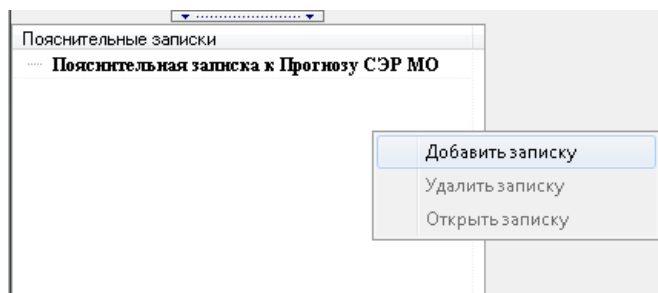 Пояснительные записки
Пояснительная записка к Прогнозу СЭР МО
Добавить записку
Удалить записку
Открыть записку